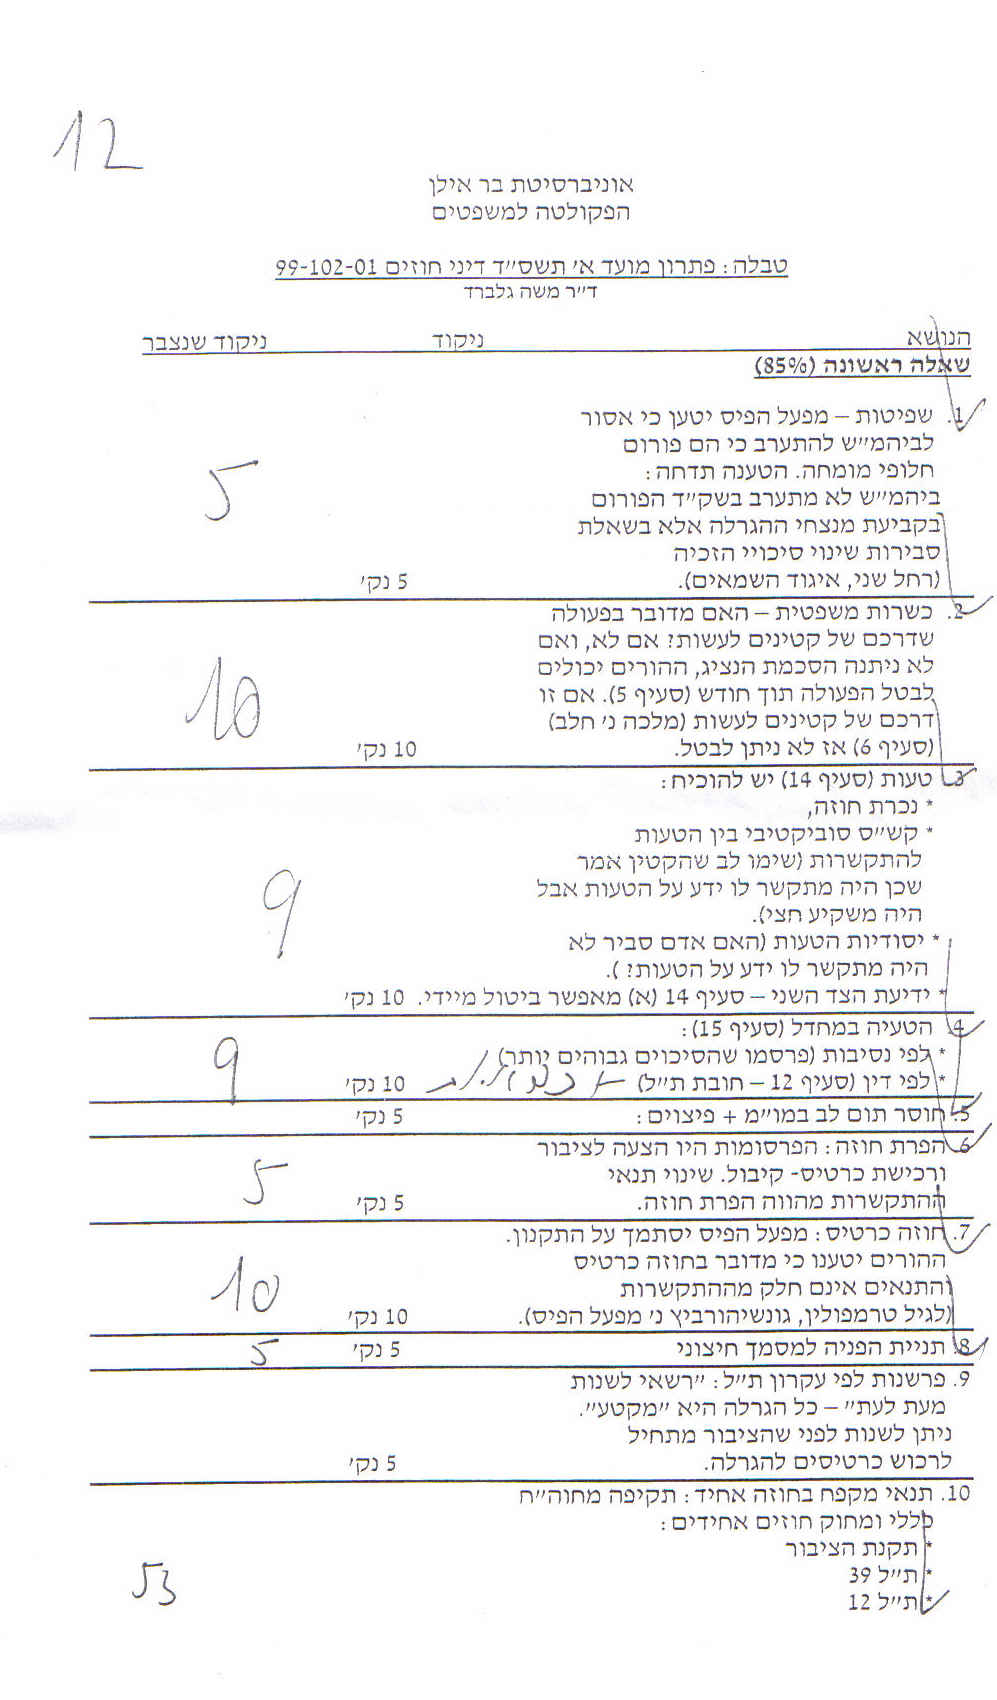 12
אוניברסיטת בר אילן
הפקולטה למשפטים
טבלה: פתרון מועד א׳ תשס״ד דיני חוזים 99-102-01
ד״ר משה גלברד
הנושא ניקוד ניקוד שנצבר
שאלה ראשונה (85%)
1. שפיטות – מפעל הפיס יטען כי אסור
לביהמ״ש להתערב כי הם פורום
חלופי מומחה. הטענה תדחה:
ביהמ״ש לא מתערב בשק״ד הפורום
5
בקביעת מנצחי ההגרלה אלא בשאלת
סבירות שינוי סיכויי הזכיה
(רחל שני, איגוד השמאים). 5 נק׳
2. כשרות משפטית – האם מדובר בפעולה
שדרכם של קטינים לעשות? אם לא, ואם
לא ניתנה הסכמת הנציג, ההורים יכולים
לבטל הפעולה תוך חודש (סעיף 5). אם זו
10
דרכם של קטינים לעשות (מלכה נ׳ חלב)
(סעיף 6) אז לא ניתן לבטל. 10 נק׳
3. טעות (סעיף 14) יש להוכיח:
* נכרת חוזה,
* קש״ס סוביקטיבי בין הטעות
להתקשרות (שימו לב שהקטין אמר
שכן היה מתקשר לו ידע על הטעות אבל
9
היה משקיע חצי).
* יסודיות הטעות (האם אדם סביר לא
היה מתקשר לו ידע על הטעות? ).
* ידיעת הצד השני – סעיף 14 (א) מאפשר ביטול מיידי. 10 נק׳
4. הטעיה במחדל (סעיף 15):
* לפי נסיבות (פרסמו שהסיכוים גבוהים יותר)
* לפי דין (סעיף 12 – חובת ת״ל) 10 נק׳ 9
5. חוסר תום לב במו״מ + פיצוים: 5 נק׳
6. הפרת חוזה: הפרסומות היו הצעה לציבור
ורכישת כרטיס- קיבול. שינוי תנאי 5
ההתקשרות מהווה הפרת חוזה. 5 נק׳
7. חוזה כרטיס: מפעל הפיס יסתמך על התקנון.
ההורים יטענו כי מדובר בחוזה כרטיס
והתנאים אינם חלק מההתקשרות 10
(לגיל טרמפולין, גונשיהורביץ נ׳ מפעל הפיס). 10 נק׳
8. תניית הפניה למסמך חיצוני 5 נק׳ 5
9. פרשנות לפי עקרון ת״ל: ״רשאי לשנות
מעת לעת״ – כל הגרלה היא ״מקטע״.
ניתן לשנות לפני שהציבור מתחיל
לרכוש כרטיסים להגרלה. 5 נק׳
10. תנאי מקפח בחוזה אחיד: תקיפה מחוה״ח
כללי ומחוק חוזים אחידים:
* תקנת הציבור
* ת״ל 39
* ת״ל 12
53